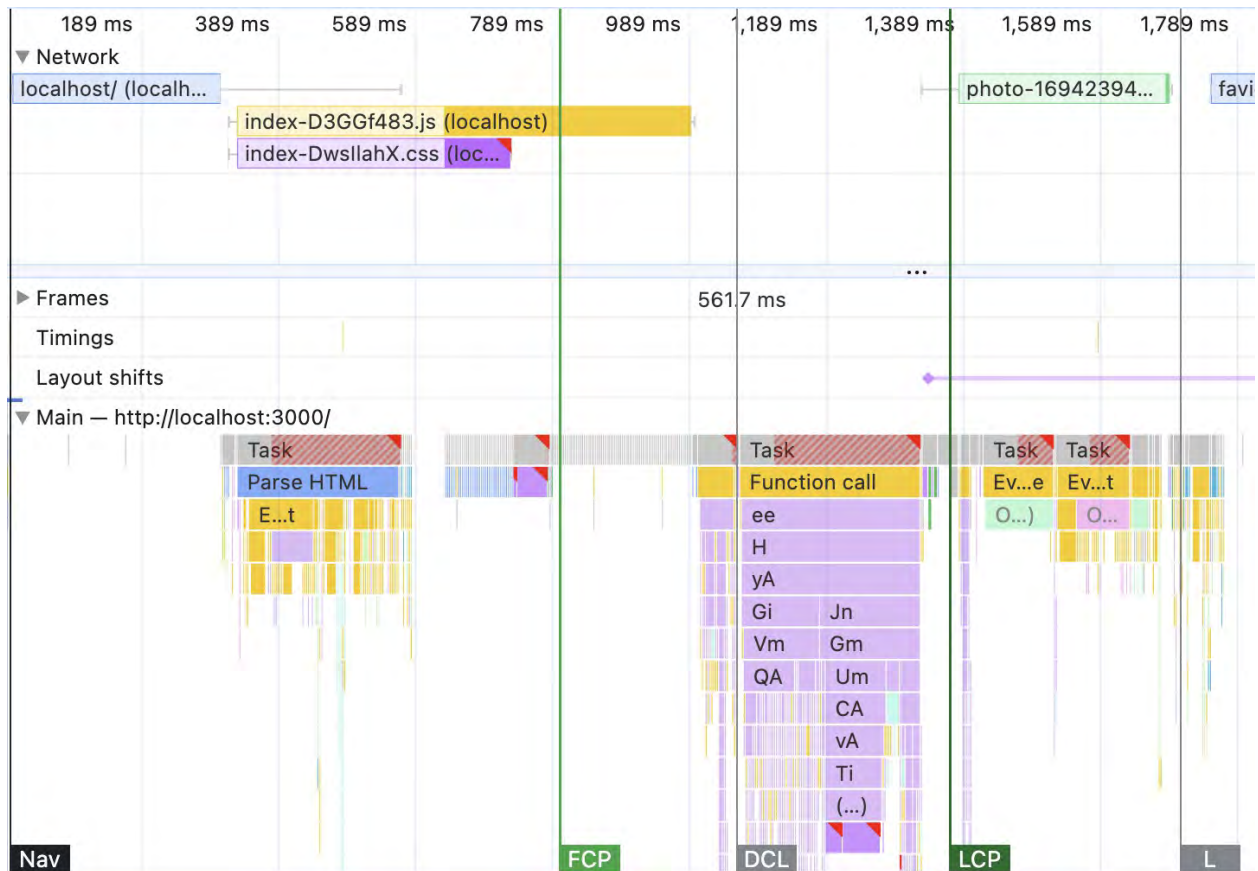 189 ms 389 ms 589 ms 789 ms 989 ms 1,189 ms 1,389 ms 1,589 ms 1,789 ms
Network
localhost/ (localh... photo-16942394... favi
index-D3GGf483.js (localhost)
index-DwsIlahX.css (loc...
...
Frames 561.7 ms
Timings
Layout shifts
Main — http://localhost:3000/
Task Task Task Task
Parse HTML Function call Ev...e Ev...t
E...t ee O...) O...
H
yA
Gi Jn
Vm Gm
QA Um
CA
vA
Ti
(...)
Nav FCP DCL LCP L